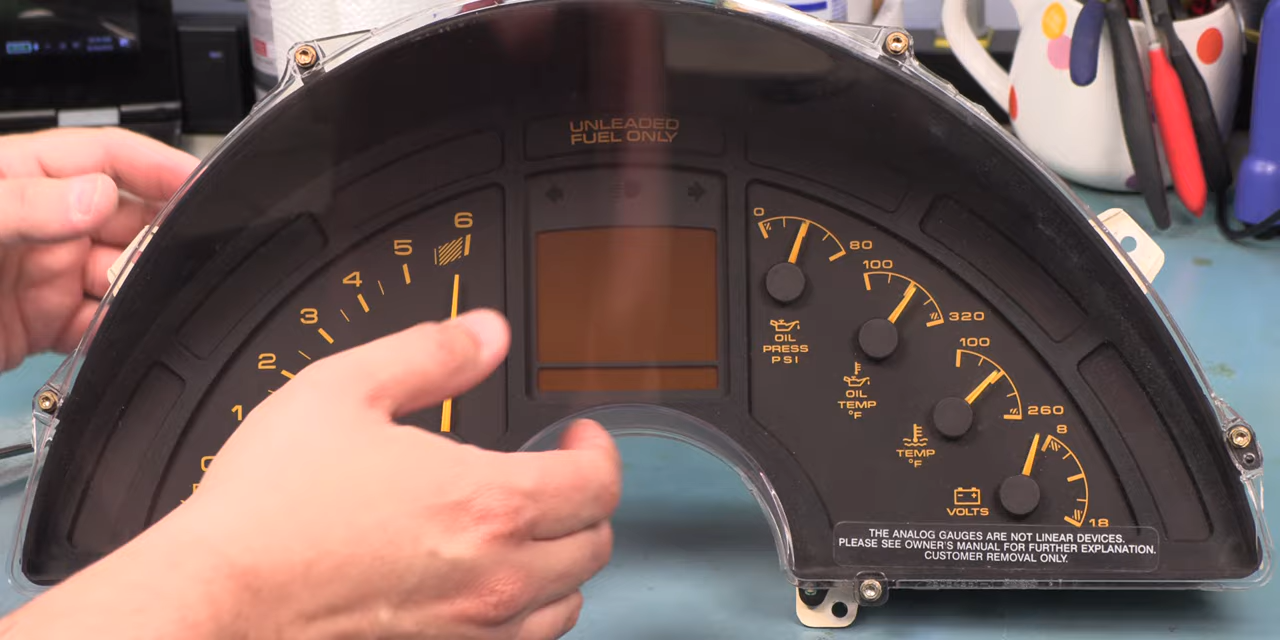 UNLEADED
FUEL ONLY
6
5
4
3
2
1
0
80
OIL
PRESS
PSI
100
320
OIL
TEMP
°F
100
260
TEMP
°F
8
18
VOLTS
THE ANALOG GAUGES ARE NOT LINEAR DEVICES.
PLEASE SEE OWNER'S MANUAL FOR FURTHER EXPLANATION.
CUSTOMER REMOVAL ONLY.